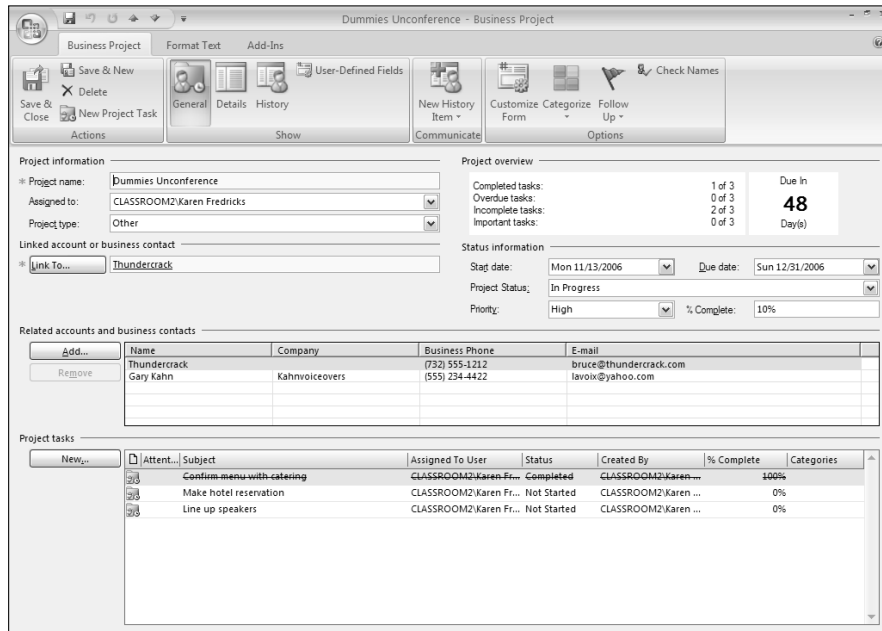 Dummies Unconference - Business Project
Business Project Format Text Add-Ins
Save & Close
Save & New
Delete
New Project Task
Actions
General Details History
User-Defined Fields
Show
New History Item
Communicate
Customize Form Categorize Follow Up
Check Names
Options
Project information
* Project name: Dummies Unconference
Assigned to: CLASSROOM2\Karen Fredricks
Project type: Other
Linked account or business contact
* Link To... Thundercrack
Project overview
Completed tasks: 1 of 3
Overdue tasks: 0 of 3
Incomplete tasks: 2 of 3
Important tasks: 0 of 3
Due In
48
Day(s)
Status information
Start date: Mon 11/13/2006 Due date: Sun 12/31/2006
Project Status: In Progress
Priority: High % Complete: 10%
Related accounts and business contacts
Add...
Remove
Name Company Business Phone E-mail
Thundercrack (732) 555-1212 bruce@thundercrack.com
Gary Kahn Kahnvoiceovers (555) 234-4422 lavoix@yahoo.com
Project tasks
New...
Attent... Subject Assigned To User Status Created By % Complete Categories
Confirm menu with catering CLASSROOM2\Karen Fr... Completed CLASSROOM2\Karen ... 100%
Make hotel reservation CLASSROOM2\Karen Fr... Not Started CLASSROOM2\Karen ... 0%
Line up speakers CLASSROOM2\Karen Fr... Not Started CLASSROOM2\Karen ... 0%